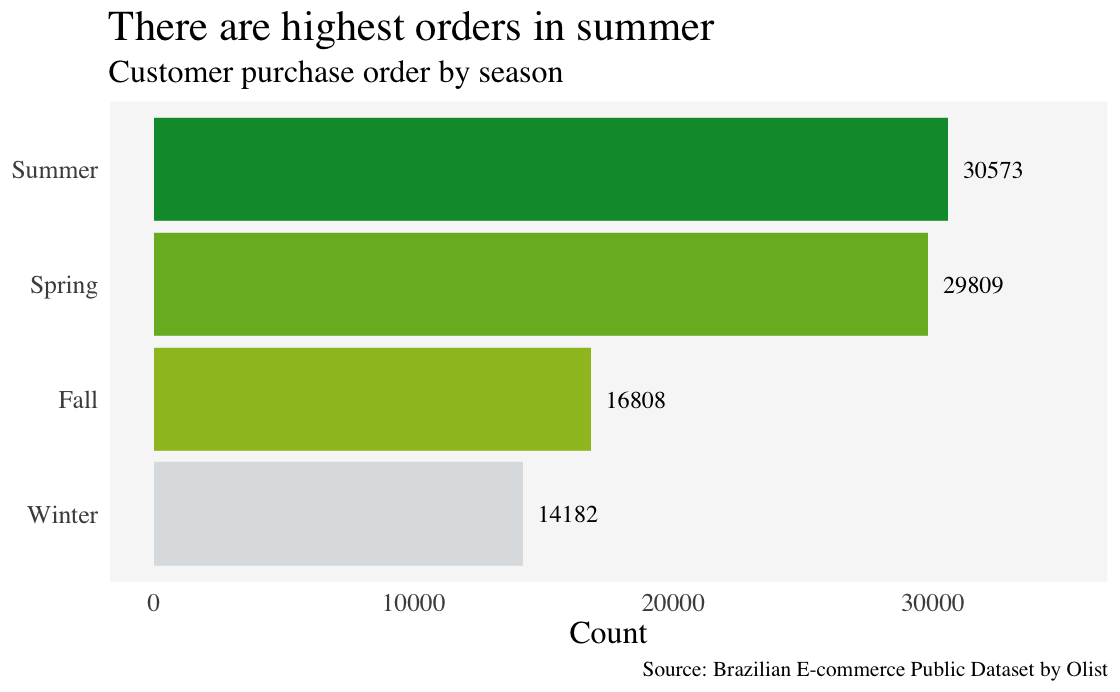 There are highest orders in summer
Customer purchase order by season
Summer
30573
Spring
29809
Fall
16808
Winter
14182
0 10000 20000 30000
Count
Source: Brazilian E-commerce Public Dataset by Olist